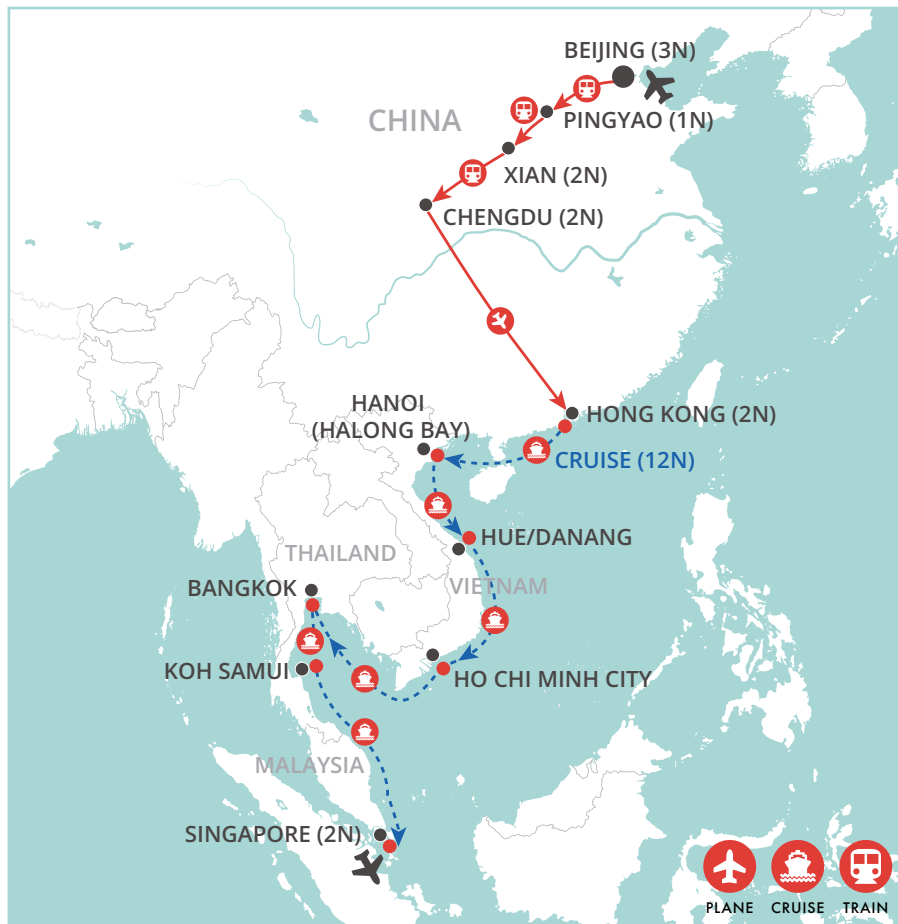 BEIJING (3N)
CHINA
PINGYAO (1N)
XIAN (2N)
CHENGDU (2N)
HANOI
(HALONG BAY)
HONG KONG (2N)
CRUISE (12N)
HUE/DANANG
THAILAND
VIETNAM
BANGKOK
KOH SAMUI
HO CHI MINH CITY
MALAYSIA
SINGAPORE (2N)
PLANE CRUISE TRAIN